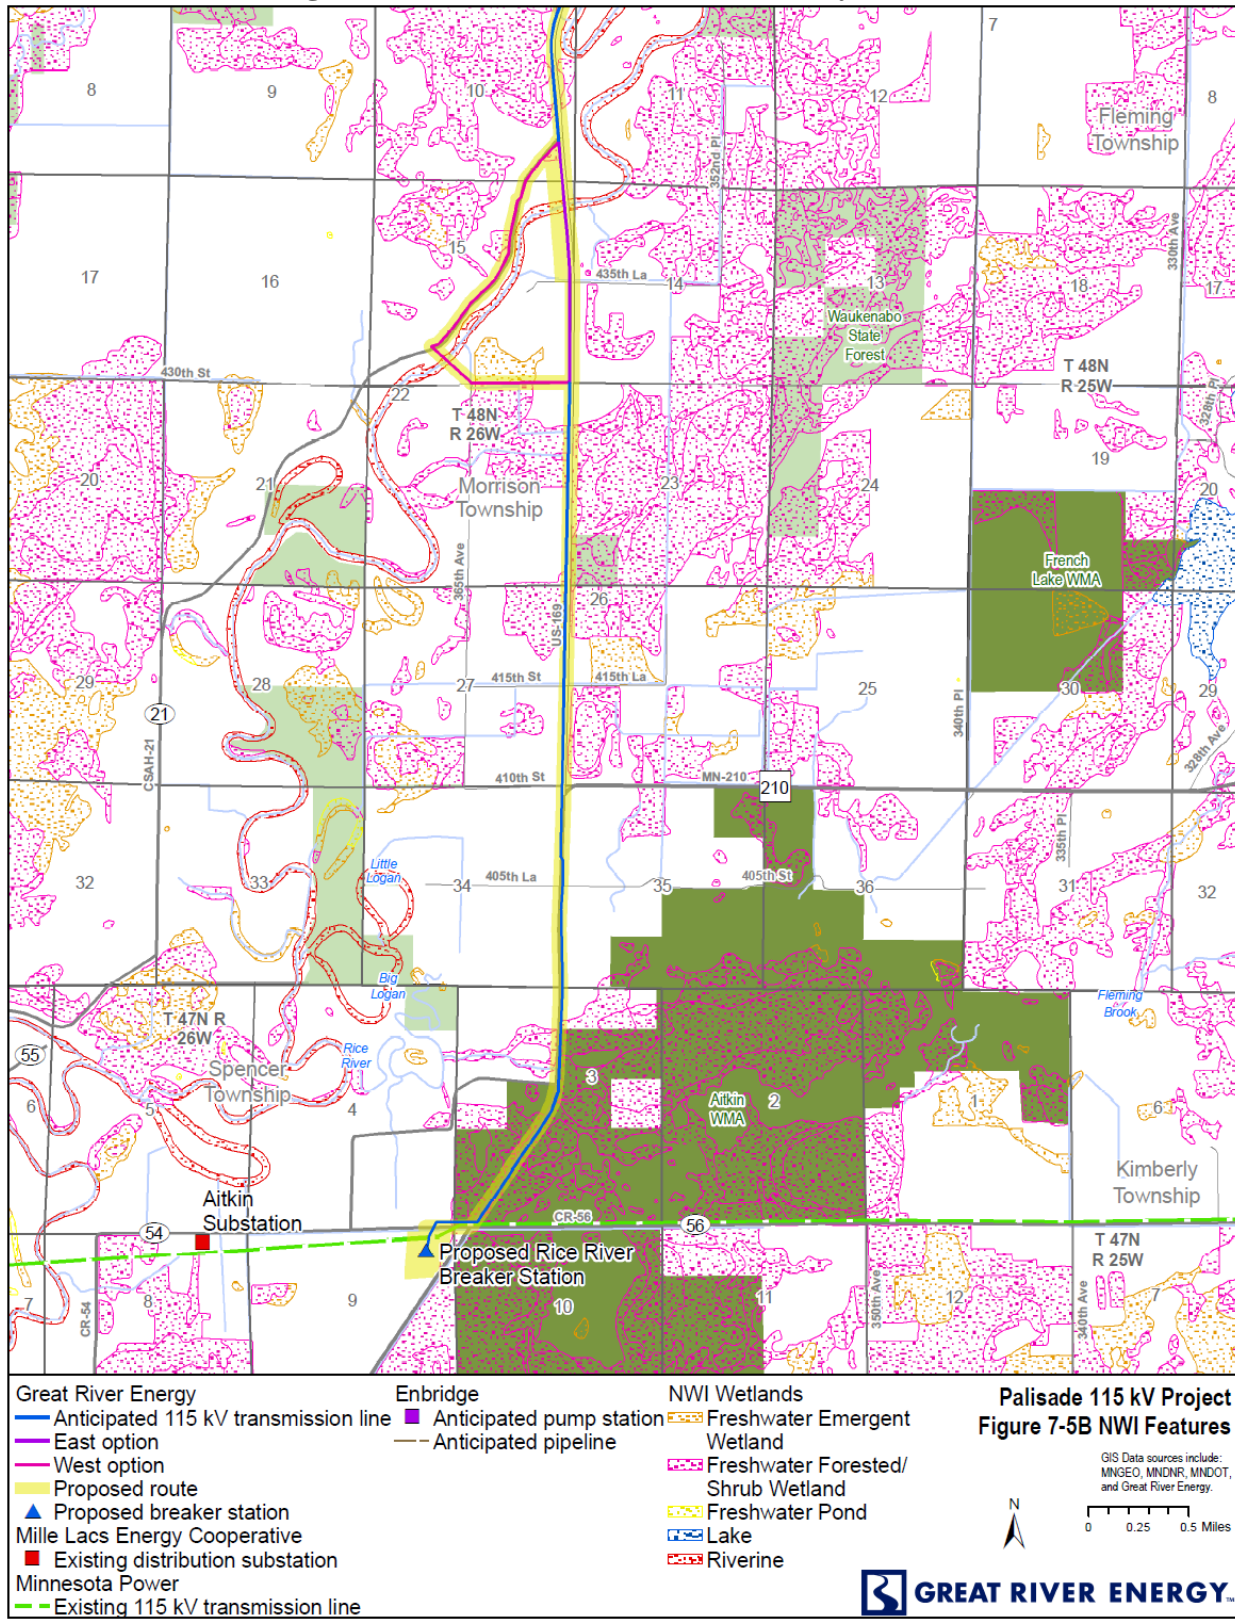 7
8
9
10
11
12
8
Fleming
Township
352nd Pl
330th Ave
15
17
16
435th La
14
13
18
17
Waukenabo
State
Forest
430th St
22
T 48N
R 26W
T 48N
R 25W
328th Pl
19
20
21
Morrison
Township
23
24
20
French
Lake WMA
365th Ave
US-169
26
29
28
27
415th St
415th La
25
340th Pl
30
29
21
CSAH-21
328th Ave
410th St
MN-210
210
335th Pl
Little
Logan
32
33
34
405th La
35
405th St
36
31
32
Big
Logan
Fleming
Brook
T 47N R
26W
55
Rice
River
Spencer
Township
3
6
5
4
Aitkin
WMA
2
1
6
Kimberly
Township
Aitkin
Substation
CR-56
56
54
Proposed Rice River
Breaker Station
T 47N
R 25W
7
CR-54
8
9
10
11
350th Ave
12
340th Ave
7
Great River Energy
Anticipated 115 kV transmission line
East option
West option
Proposed route
Proposed breaker station
Mille Lacs Energy Cooperative
Existing distribution substation
Minnesota Power
Existing 115 kV transmission line
Enbridge
Anticipated pump station
Anticipated pipeline
NWI Wetlands
Freshwater Emergent
Wetland
Freshwater Forested/
Shrub Wetland
Freshwater Pond
Lake
Riverine
Palisade 115 kV Project
Figure 7-5B NWI Features
GIS Data sources include:
MNGEO, MNDNR, MNDOT,
and Great River Energy.
N
0 0.25 0.5 Miles
GREAT RIVER ENERGY™